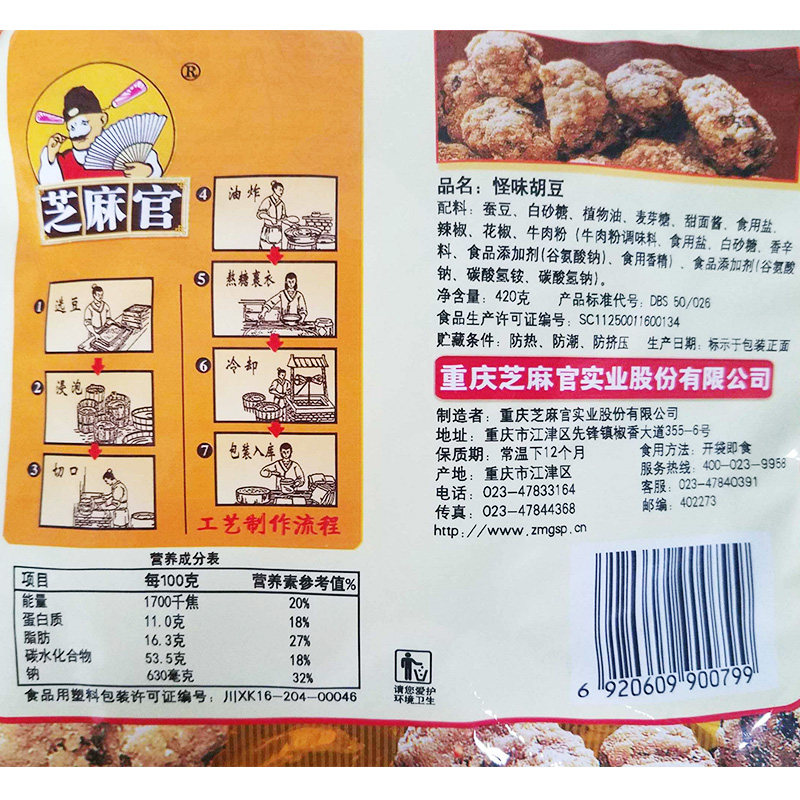 ®
芝麻官
1 选豆
2 浸泡
3 切口
4 油炸
5 熬糖裹衣
6 冷却
7 包装入库
工艺制作流程
营养成分表
项目 每100克 营养素参考值%
能量 1700千焦 20%
蛋白质 11.0克 18%
脂肪 16.3克 27%
碳水化合物 53.5克 18%
钠 630毫克 32%
食品用塑料包装许可证编号：川XK16-204-00046
品名：怪味胡豆
配料：蚕豆、白砂糖、植物油、麦芽糖、甜面酱、食用盐、
辣椒、花椒、牛肉粉（牛肉粉调味料、食用盐、白砂糖、香辛
料、食品添加剂(谷氨酸钠)、食用香精）、食品添加剂(谷氨酸
钠、碳酸氢铵、碳酸氢钠)。
净含量：420克 产品标准代号：DBS 50/026
食品生产许可证编号：SC11250011600134
贮藏条件：防热、防潮、防挤压 生产日期：标示于包装正面
重庆芝麻官实业股份有限公司
制造者：重庆芝麻官实业股份有限公司
地址：重庆市江津区先锋镇椒香大道355-6号
保质期：常温下12个月 食用方法：开袋即食
产地：重庆市江津区 服务热线：400-023-9958
电话：023-47833164 客服：023-47840391
传真：023-47844368 邮编：402273
http://www.zmgsp.cn
请您爱护
环境卫生
6 920609 900799